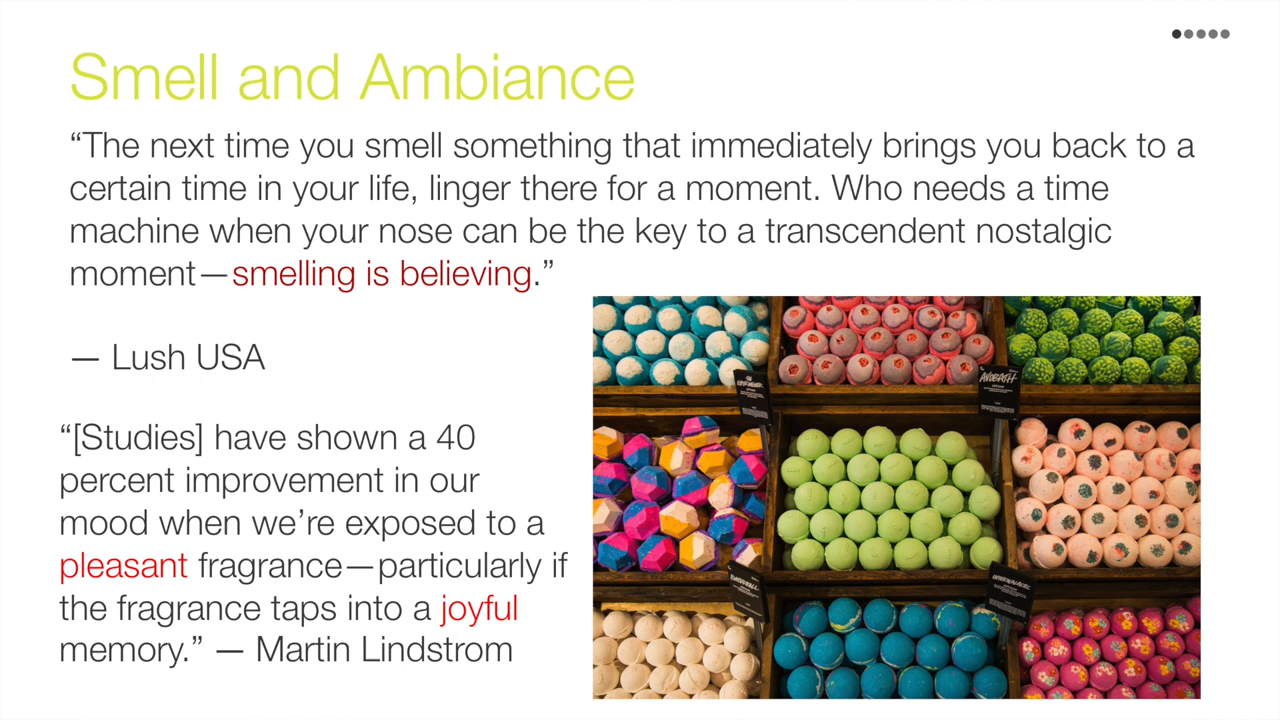 Smell and Ambiance
“The next time you smell something that immediately brings you back to a
certain time in your life, linger there for a moment. Who needs a time
machine when your nose can be the key to a transcendent nostalgic
moment—smelling is believing.”
— Lush USA
“[Studies] have shown a 40
percent improvement in our
mood when we’re exposed to a
pleasant fragrance—particularly if
the fragrance taps into a joyful
memory.” — Martin Lindstrom
AVOBATH